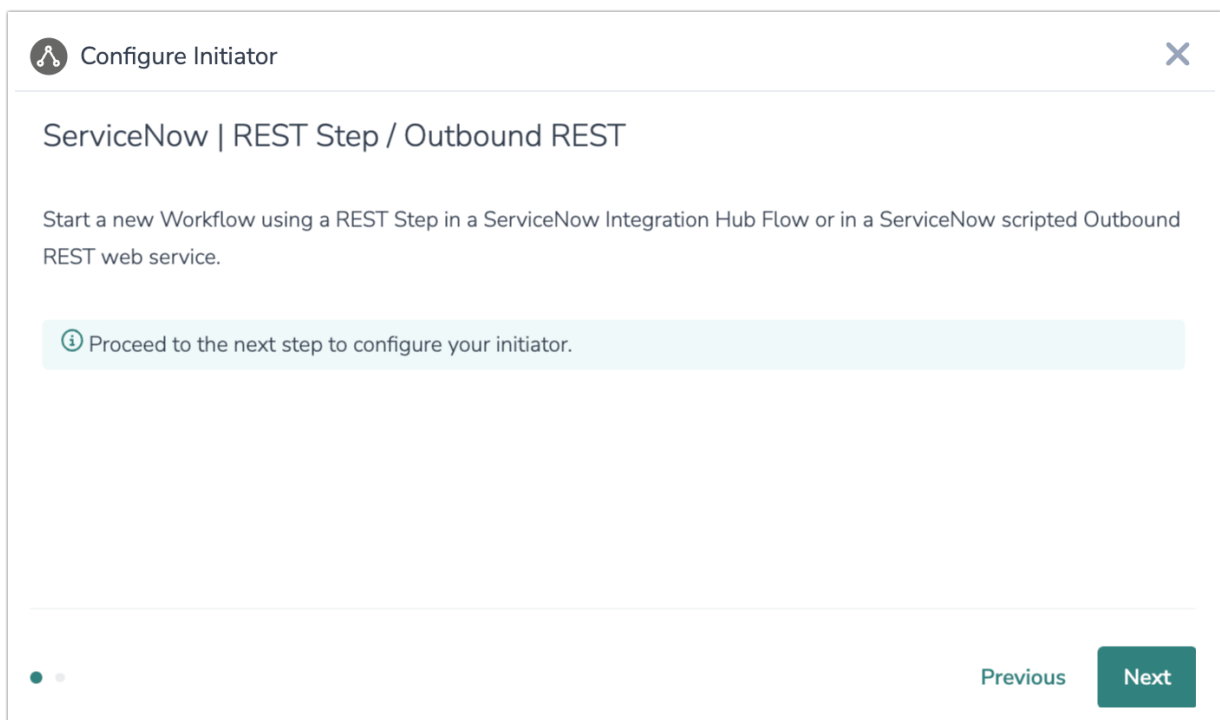 Configure Initiator
ServiceNow | REST Step / Outbound REST
Start a new Workflow using a REST Step in a ServiceNow Integration Hub Flow or in a ServiceNow scripted Outbound
REST web service.
Proceed to the next step to configure your initiator.
Previous
Next